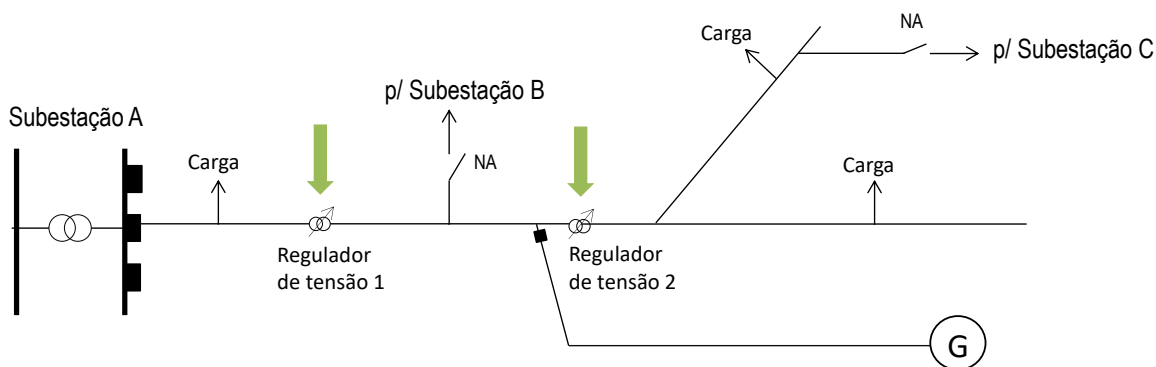 NA
Carga
p/ Subestação C
p/ Subestação B
Subestação A
NA
Carga
Carga
Regulador
de tensão 1
Regulador
de tensão 2
G